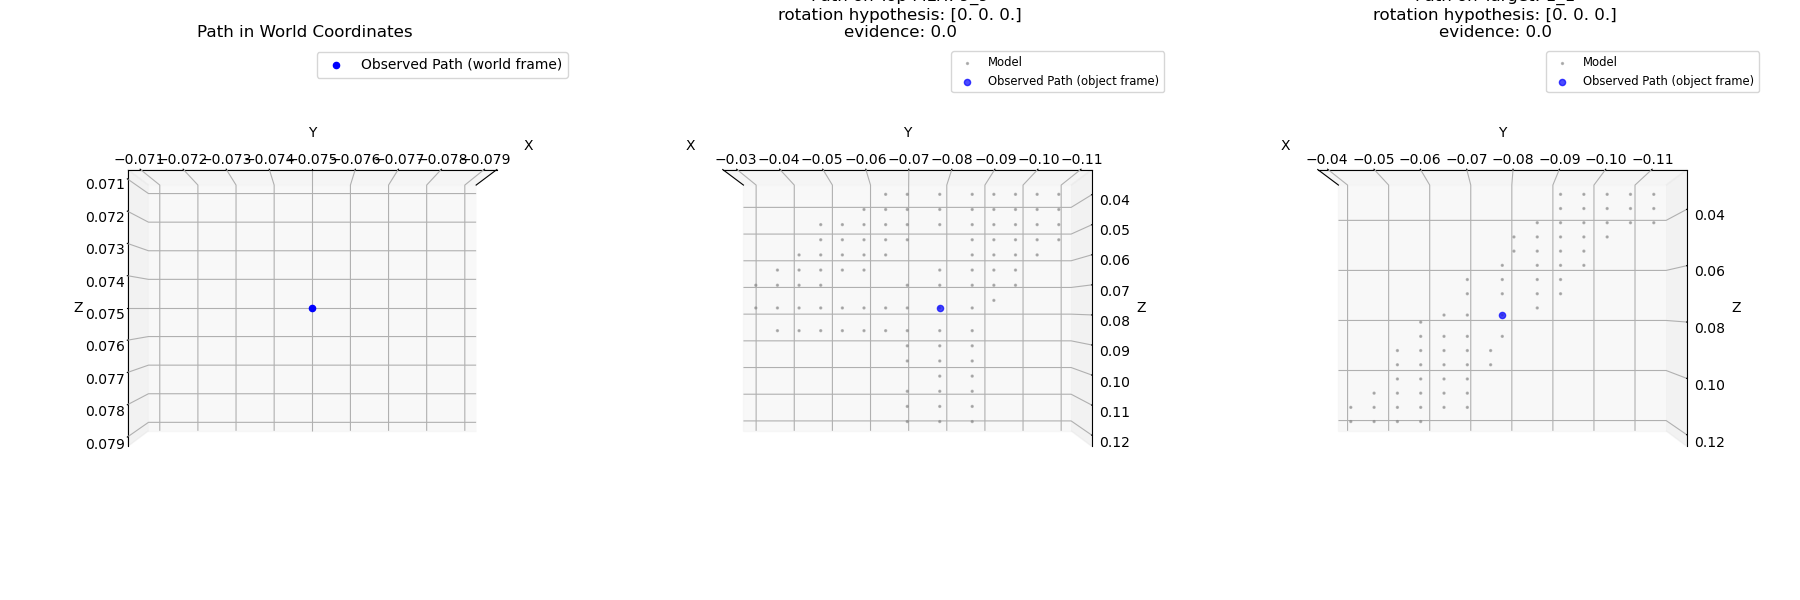 Path in World Coordinates
Observed Path (world frame)
Y
X
−0.071
−0.072
−0.073
−0.074
−0.075
−0.076
−0.077
−0.078
−0.079
0.071
0.072
0.073
0.074
Z
0.075
0.076
0.077
0.078
0.079
rotation hypothesis: [0. 0. 0.]
evidence: 0.0
Model
Observed Path (object frame)
Y
X
−0.03
−0.04
−0.05
−0.06
−0.07
−0.08
−0.09
−0.10
−0.11
0.04
0.05
0.06
0.07
Z
0.08
0.09
0.10
0.11
0.12
rotation hypothesis: [0. 0. 0.]
evidence: 0.0
Model
Observed Path (object frame)
Y
X
−0.04
−0.05
−0.06
−0.07
−0.08
−0.09
−0.10
−0.11
0.04
0.06
Z
0.08
0.10
0.12